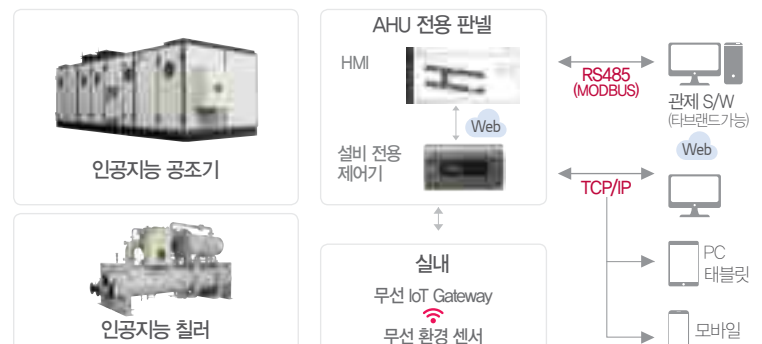 인공지능 공조기
인공지능 칠러
AHU 전용 판넬
HMI
Web
설비 전용
제어기
실내
무선 IoT Gateway
무선 환경 센서
RS485
(MODBUS)
TCP/IP
관제 S/W
(타브랜드 가능)
Web
PC
태블릿
모바일